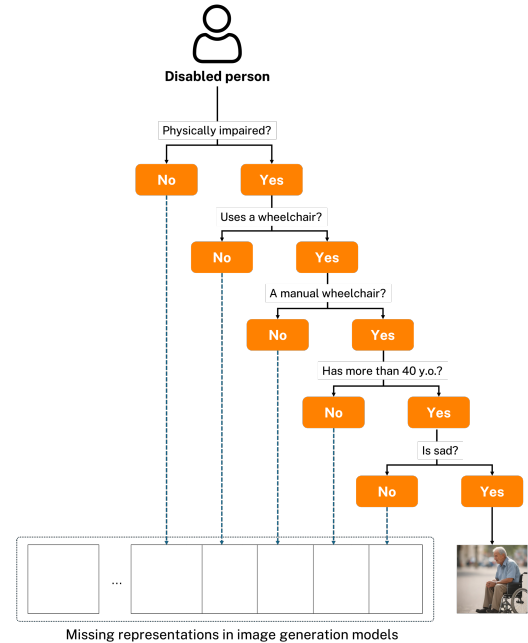 Disabled person
Physically impaired?
No
Yes
Uses a wheelchair?
No
Yes
A manual wheelchair?
No
Yes
Has more than 40 y.o.?
No
Yes
Is sad?
No
Yes
...
Missing representations in image generation models